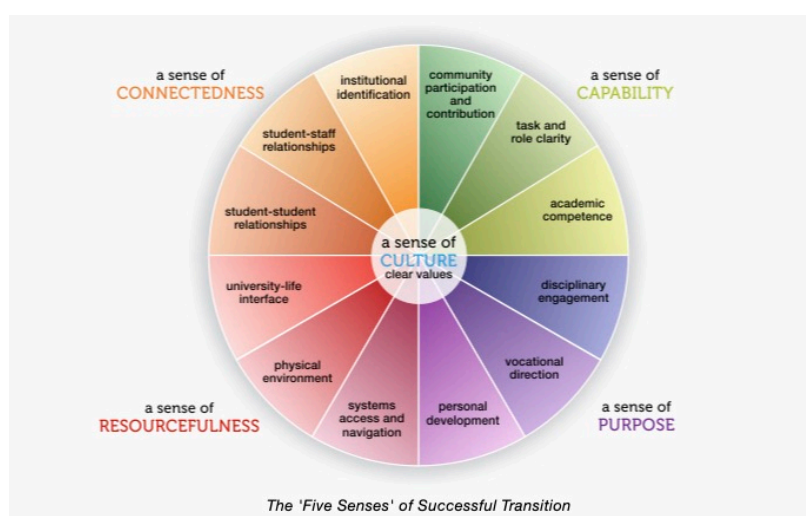 a sense of
CONNECTEDNESS
institutional
identification
community
participation
and
contribution
a sense of
CAPABILITY
student-staff
relationships
task and
role clarity
student-student
relationships
academic
competence
a sense of
CULTURE
clear values
university-life
interface
disciplinary
engagement
physical
environment
vocational
direction
a sense of
RESOURCEFULNESS
systems
access and
navigation
personal
development
a sense of
PURPOSE
The 'Five Senses' of Successful Transition